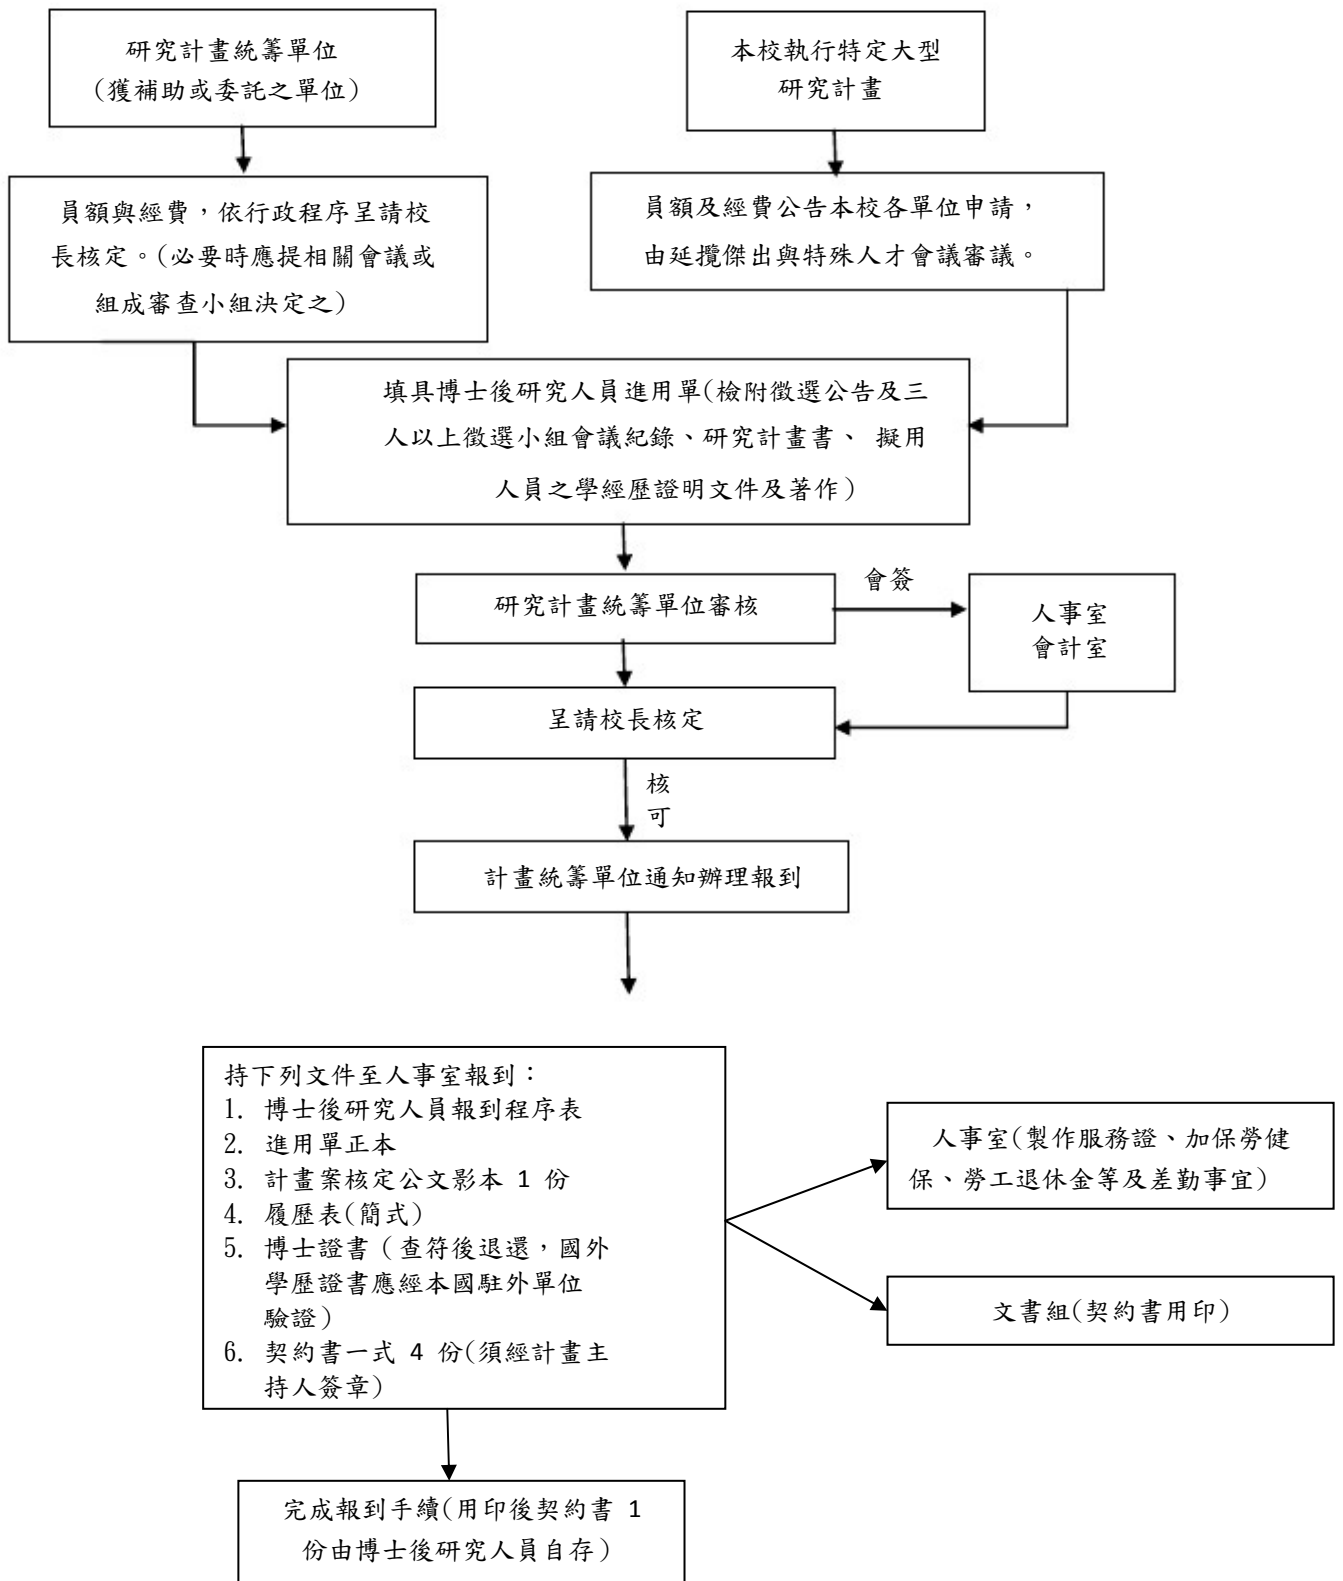 研究計畫統籌單位
(獲補助或委託之單位)
本校執行特定大型
研究計畫
員額與經費，依行政程序呈請校
長核定。(必要時應提相關會議或
組成審查小組決定之)
員額及經費公告本校各單位申請，
由延攬傑出與特殊人才會議審議。
填具博士後研究人員進用單(檢附徵選公告及三
人以上徵選小組會議紀錄、研究計畫書、 擬用
人員之學經歷證明文件及著作)
研究計畫統籌單位審核
會簽
人事室
會計室
呈請校長核定
核
可
計畫統籌單位通知辦理報到
持下列文件至人事室報到：
1. 博士後研究人員報到程序表
2. 進用單正本
3. 計畫案核定公文影本 1 份
4. 履歷表(簡式)
5. 博士證書（查符後退還，國外
學歷證書應經本國駐外單位
驗證)
6. 契約書一式 4 份(須經計畫主
持人簽章)
人事室(製作服務證、加保勞健
保、勞工退休金等及差勤事宜)
文書組(契約書用印)
完成報到手續(用印後契約書 1
份由博士後研究人員自存)